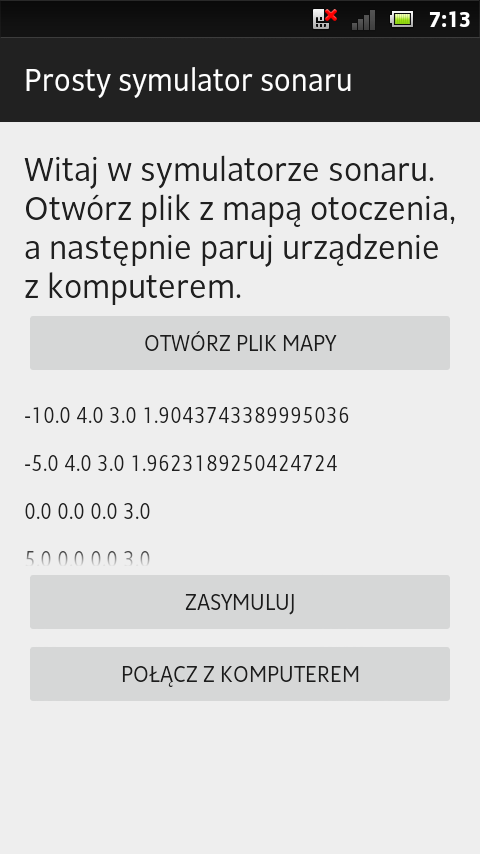 7:13
Prosty symulator sonaru
Witaj w symulatorze sonaru.
Otwórz plik z mapą otoczenia,
a następnie paruj urządzenie
z komputerem.
OTWÓRZ PLIK MAPY
-10.0 4.0 3.0 1.9043743389995036
-5.0 4.0 3.0 1.9623189250424724
0.0 0.0 0.0 3.0
5.0 0.0 0.0 3.0
ZASYMULUJ
POŁĄCZ Z KOMPUTEREM